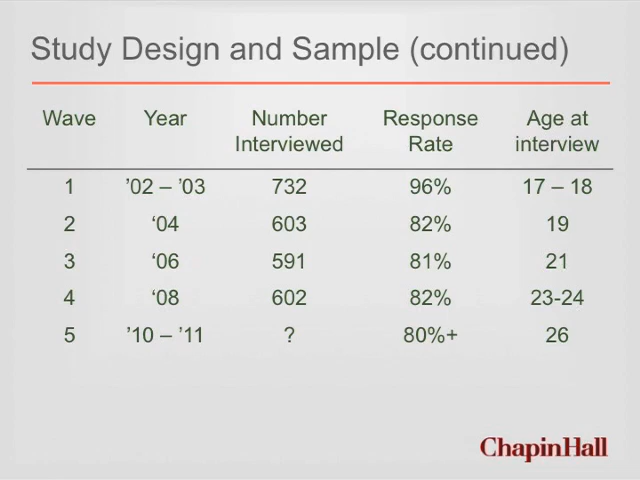 Study Design and Sample (continued)
Wave Year Number Interviewed Response Rate Age at interview
1 ’02 – ’03 732 96% 17 – 18
2 ‘04 603 82% 19
3 ‘06 591 81% 21
4 ‘08 602 82% 23-24
5 ’10 – ’11 ? 80%+ 26
ChapinHall